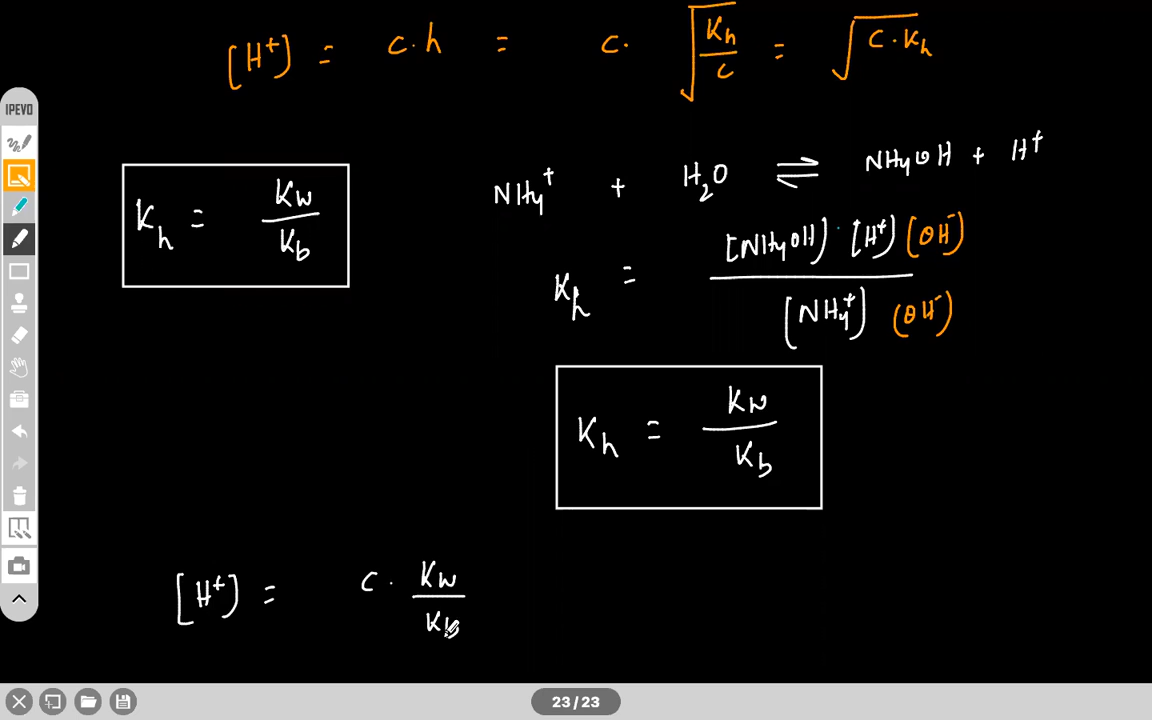 [H⁺] = c·h = c·√(Kh/c) = √(C·Kh)
IPEVO
NH4⁺ + H₂O ⇌ NH4OH + H⁺
Kh = Kw/Kb
Kh = [NH4OH]·[H⁺](OH⁻)/[NH4⁺](OH⁻)
Kh = Kw/Kb
[H⁺] = C·Kw/Kb
23/23